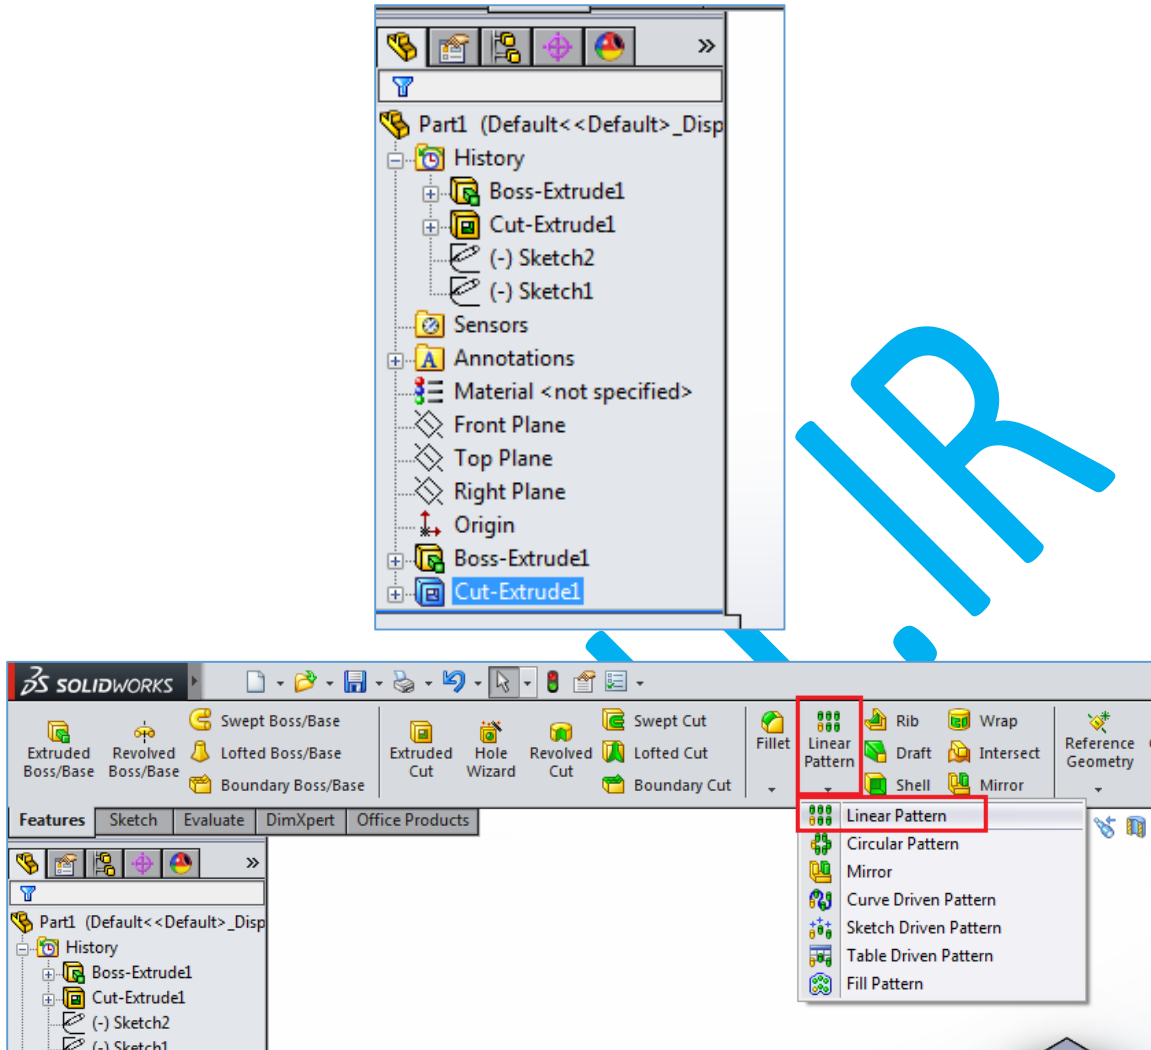 Part1 (Default<<Default>_Disp
History
Boss-Extrude1
Cut-Extrude1
(-) Sketch2
(-) Sketch1
Sensors
Annotations
Material <not specified>
Front Plane
Top Plane
Right Plane
Origin
Boss-Extrude1
Cut-Extrude1
.IR
SOLIDWORKS
Extruded Boss/Base
Revolved Boss/Base
Swept Boss/Base
Lofted Boss/Base
Boundary Boss/Base
Extruded Cut
Hole Wizard
Revolved Cut
Swept Cut
Lofted Cut
Boundary Cut
Fillet
Linear Pattern
Rib
Draft
Shell
Wrap
Intersect
Mirror
Reference Geometry
Features Sketch Evaluate DimXpert Office Products
Linear Pattern
Circular Pattern
Mirror
Curve Driven Pattern
Sketch Driven Pattern
Table Driven Pattern
Fill Pattern
Part1 (Default<<Default>_Disp
History
Boss-Extrude1
Cut-Extrude1
(-) Sketch2
(-) Sketch1